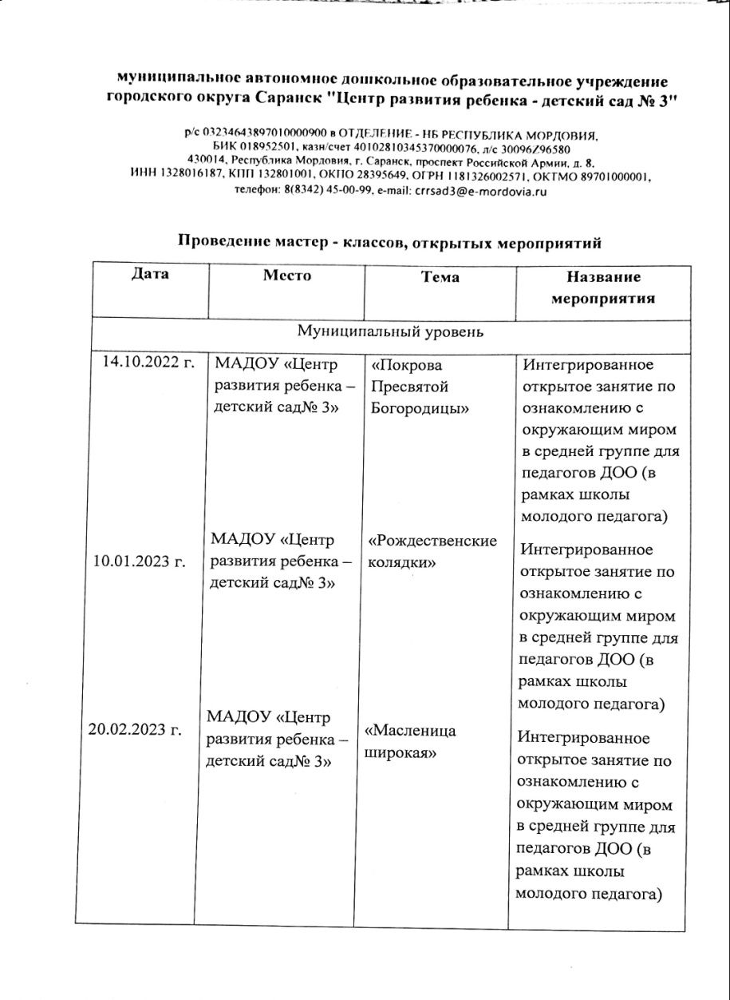 муниципальное автономное дошкольное образовательное учреждение
городского округа Саранск "Центр развития ребенка - детский сад № 3"
р/с 03234643897010000900 в ОТДЕЛЕНИЕ - НБ РЕСПУБЛИКА МОРДОВИЯ,
БИК 018952501, казн/счет 40102810345370000076, л/с 30096Z96580
430014, Республика Мордовия, г. Саранск, проспект Российской Армии, д. 8.
ИНН 1328016187, КПП 132801001, ОКПО 28395649, ОГРН 1181326002571, ОКТМО 89701000001,
телефон: 8(8342) 45-00-99, e-mail: crrsad3@e-mordovia.ru
Проведение мастер - классов, открытых мероприятий
Дата
Место
Тема
Название
мероприятия
Муниципальный уровень
14.10.2022 г.
МАДОУ «Центр
развития ребенка –
детский сад№ 3»
«Покрова
Пресвятой
Богородицы»
Интегрированное
открытое занятие по
ознакомлению с
окружающим миром
в средней группе для
педагогов ДОО (в
рамках школы
молодого педагога)
10.01.2023 г.
МАДОУ «Центр
развития ребенка –
детский сад№ 3»
«Рождественские
колядки»
Интегрированное
открытое занятие по
ознакомлению с
окружающим миром
в средней группе для
педагогов ДОО (в
рамках школы
молодого педагога)
20.02.2023 г.
МАДОУ «Центр
развития ребенка –
детский сад№ 3»
«Масленица
широкая»
Интегрированное
открытое занятие по
ознакомлению с
окружающим миром
в средней группе для
педагогов ДОО (в
рамках школы
молодого педагога)